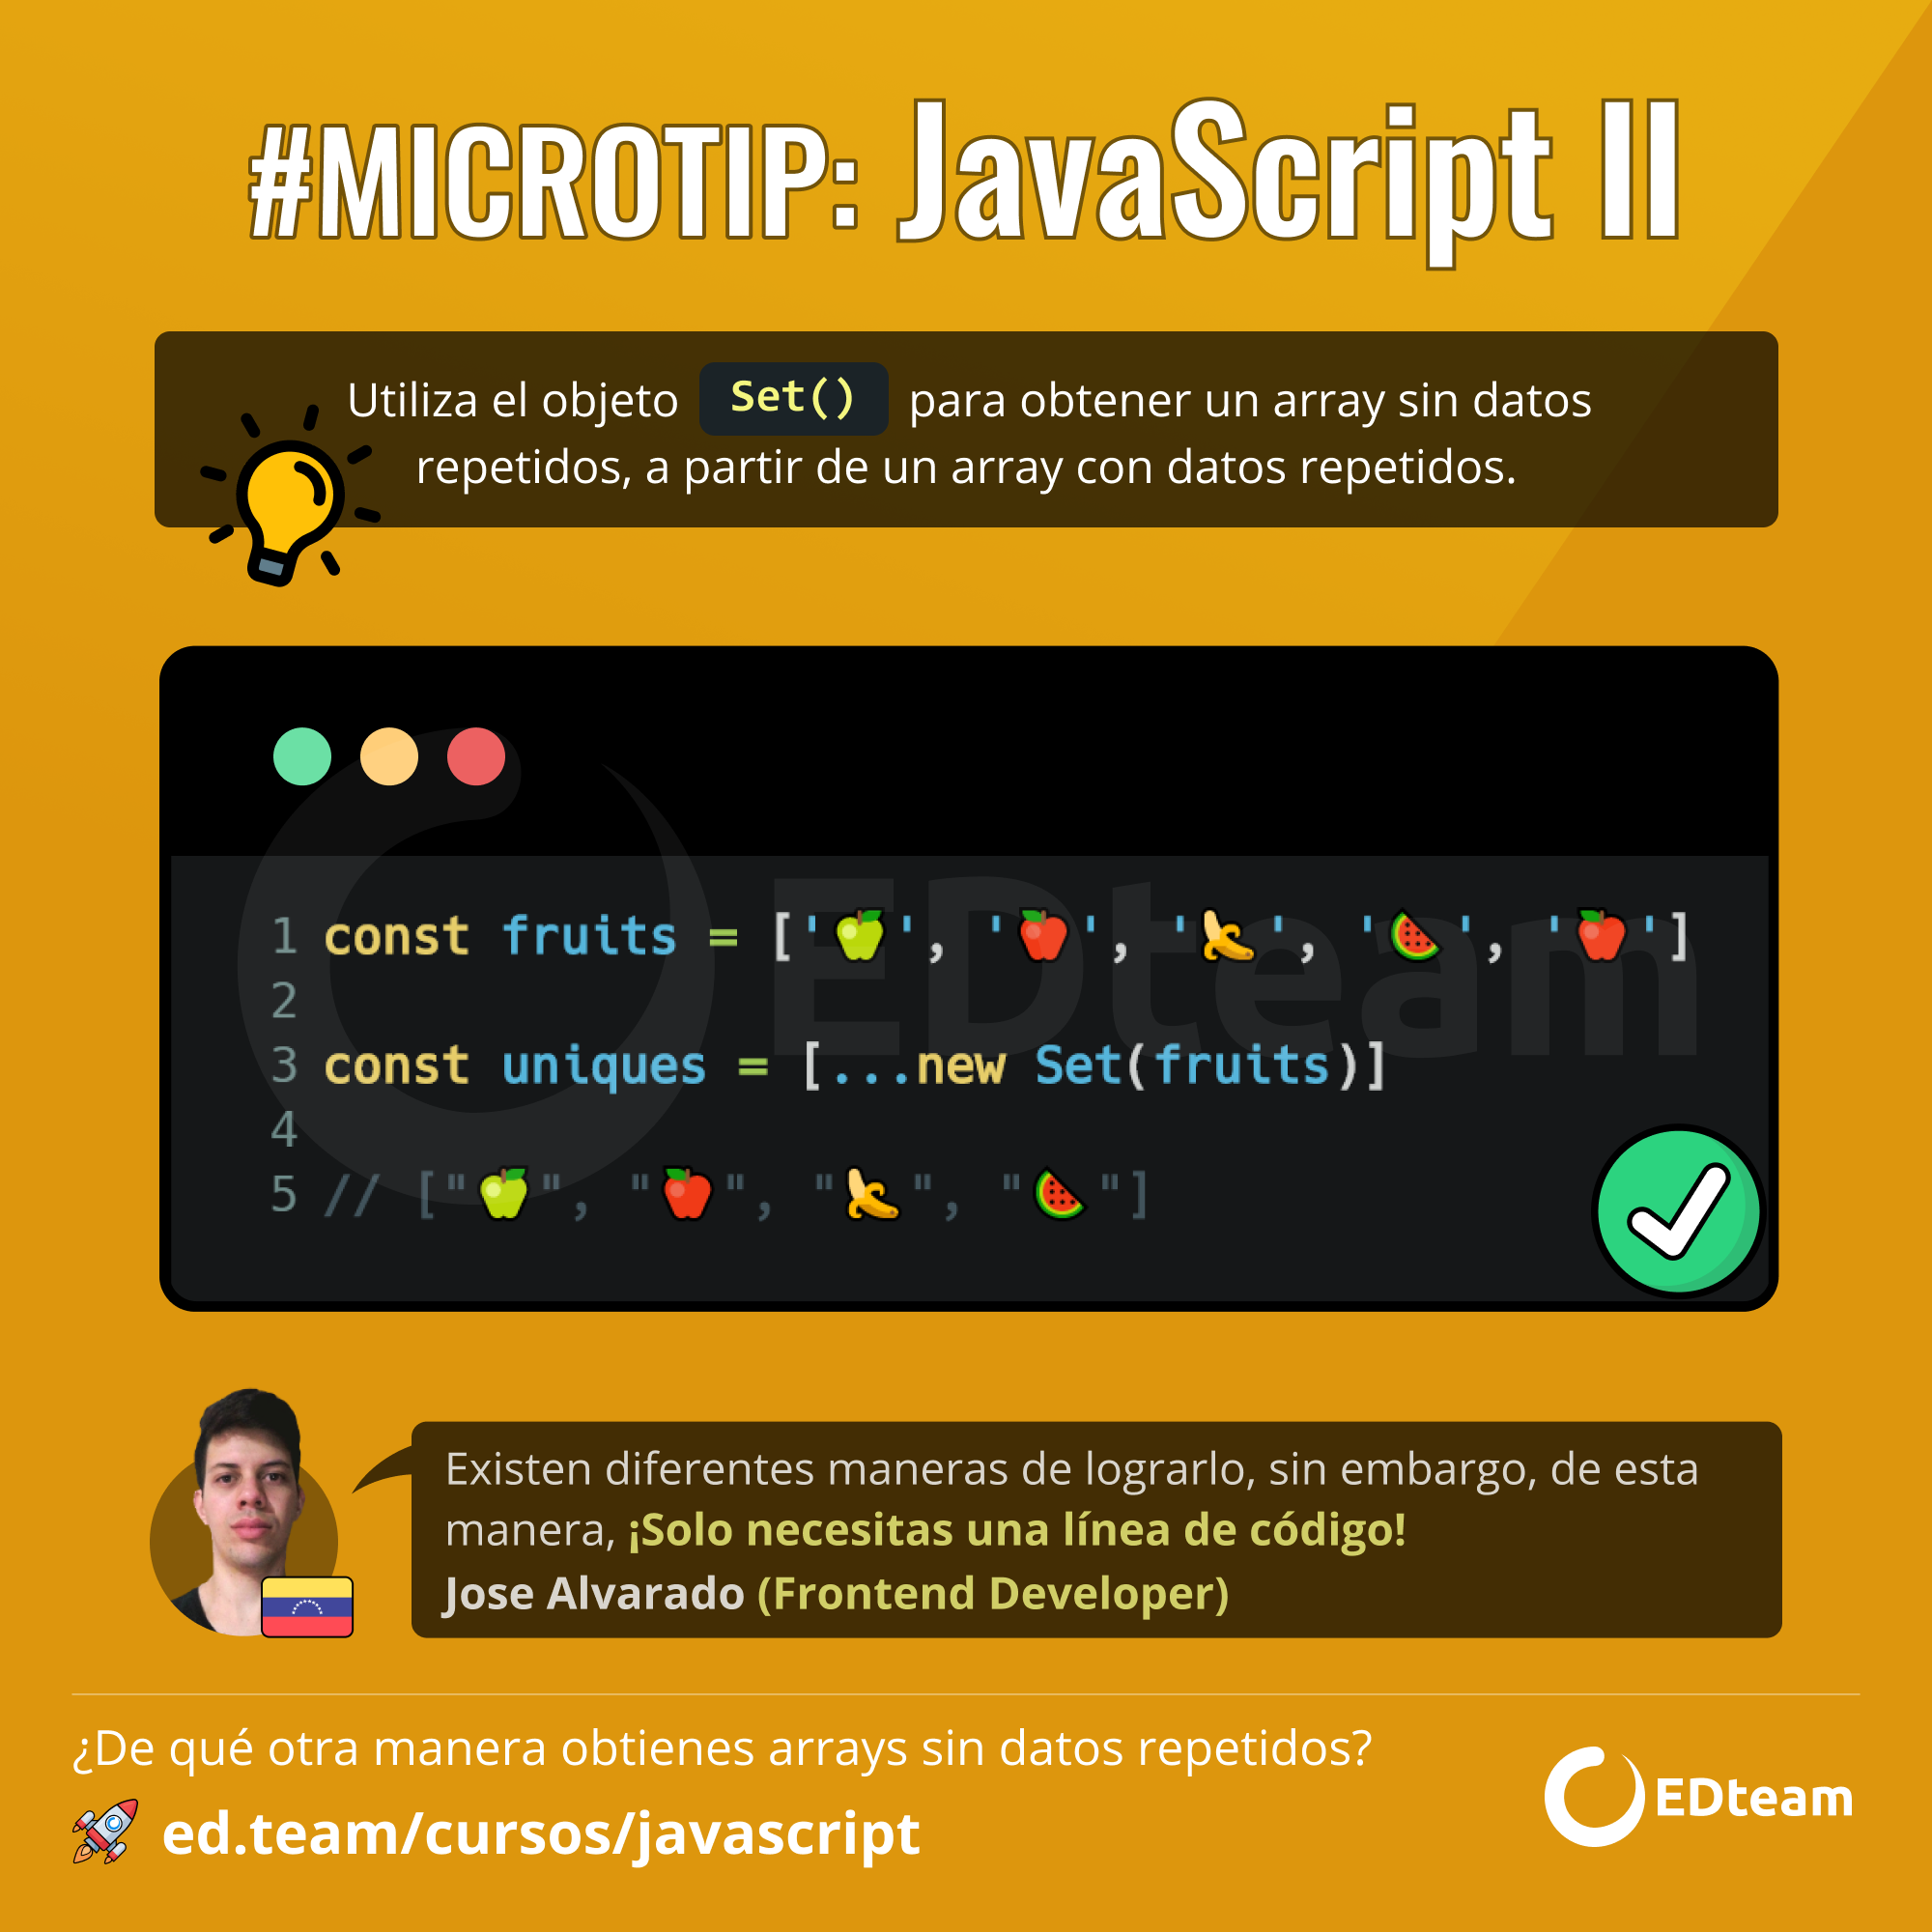 #MICROTIP: JavaScript II
Utiliza el objeto Set() para obtener un array sin datos
repetidos, a partir de un array con datos repetidos.
EDteam
1 const fruits = ['🍏', '🍎', '🍌', '🍉', '🍎']
2
3 const uniques = [...new Set(fruits)]
4
5 // ["🍏", "🍎", "🍌", "🍉"]
Existen diferentes maneras de lograrlo, sin embargo, de esta
manera, ¡Solo necesitas una línea de código!
Jose Alvarado (Frontend Developer)
¿De qué otra manera obtienes arrays sin datos repetidos?
ed.team/cursos/javascript
EDteam